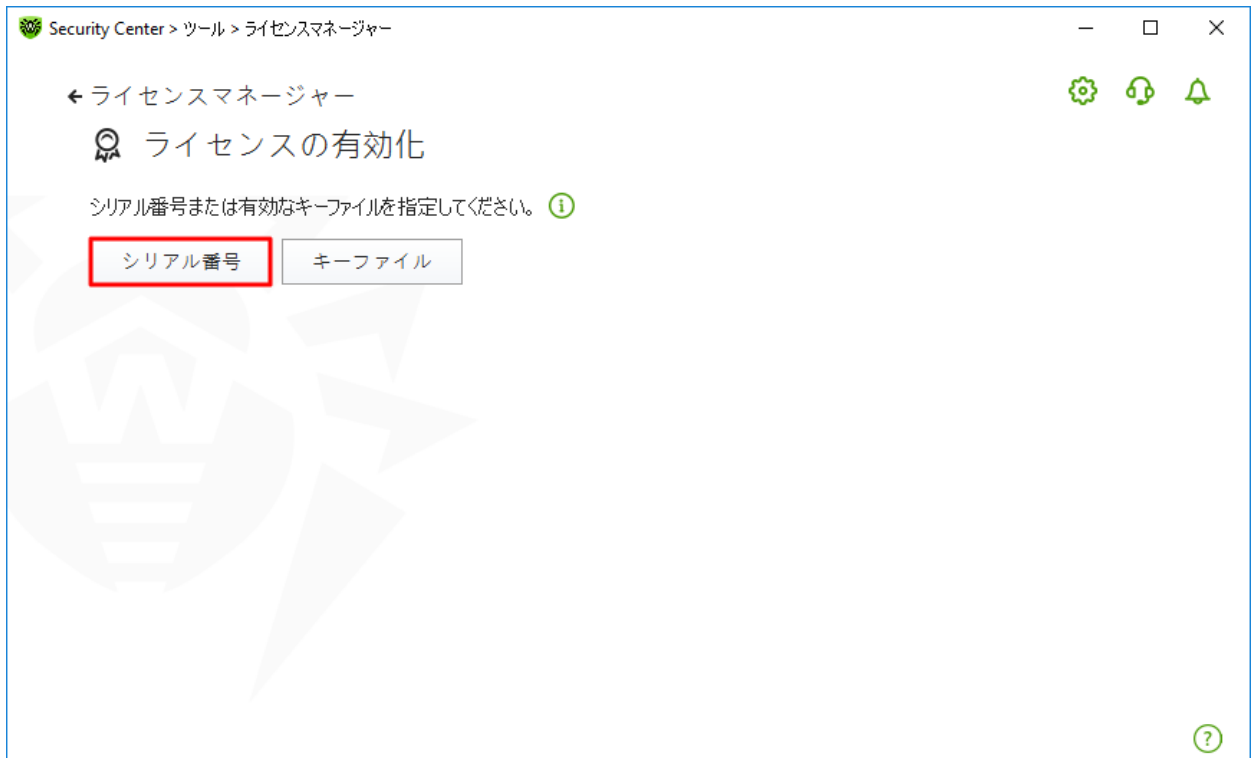 Security Center > ツール > ライセンスマネージャー
ライセンスマネージャー
ライセンスの有効化
シリアル番号または有効なキーファイルを指定してください。
シリアル番号 キーファイル